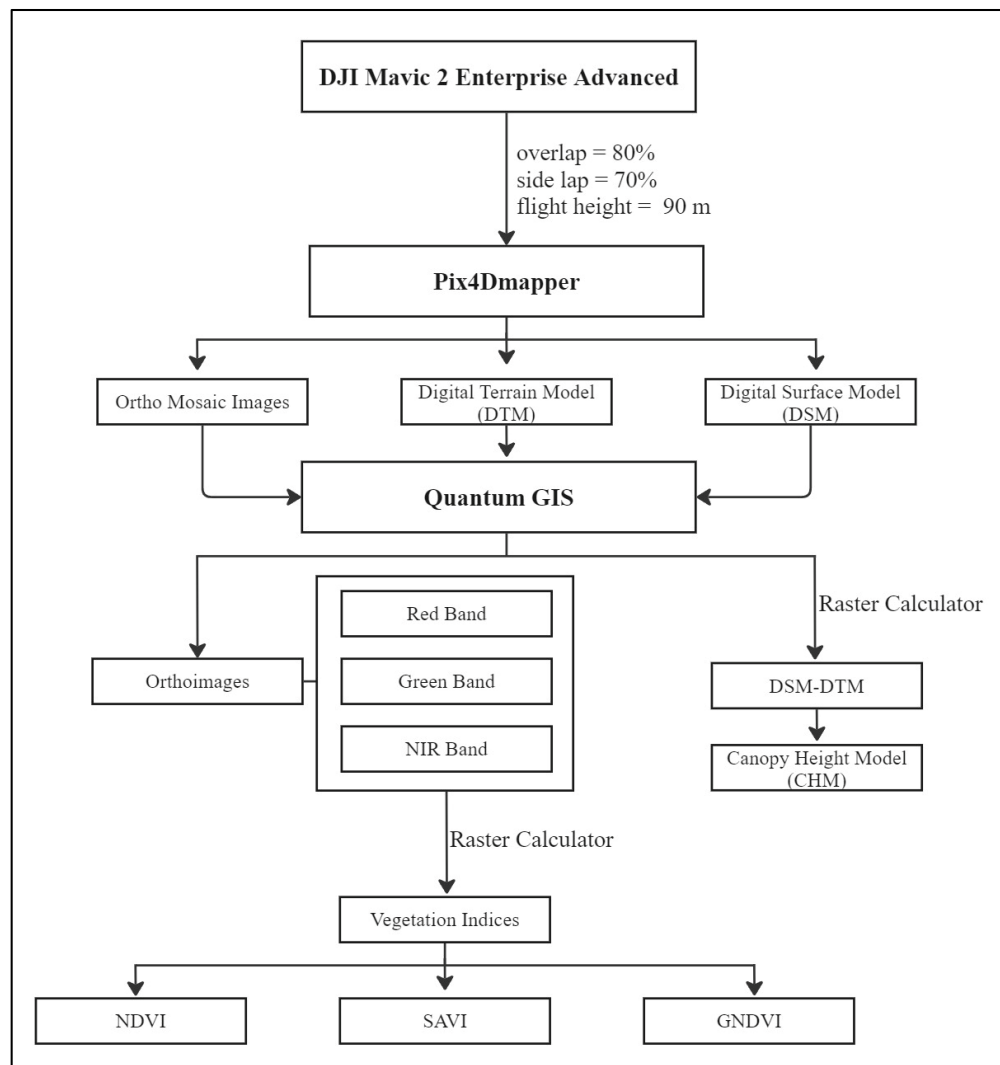 DJI Mavic 2 Enterprise Advanced
overlap = 80%
side lap = 70%
flight height =  90 m
Pix4Dmapper
Ortho Mosaic Images
Digital Terrain Model
(DTM)
Digital Surface Model
(DSM)
Quantum GIS
Raster Calculator
Red Band
Orthoimages
Green Band
NIR Band
DSM-DTM
Canopy Height Model
(CHM)
Raster Calculator
Vegetation Indices
NDVI
SAVI
GNDVI